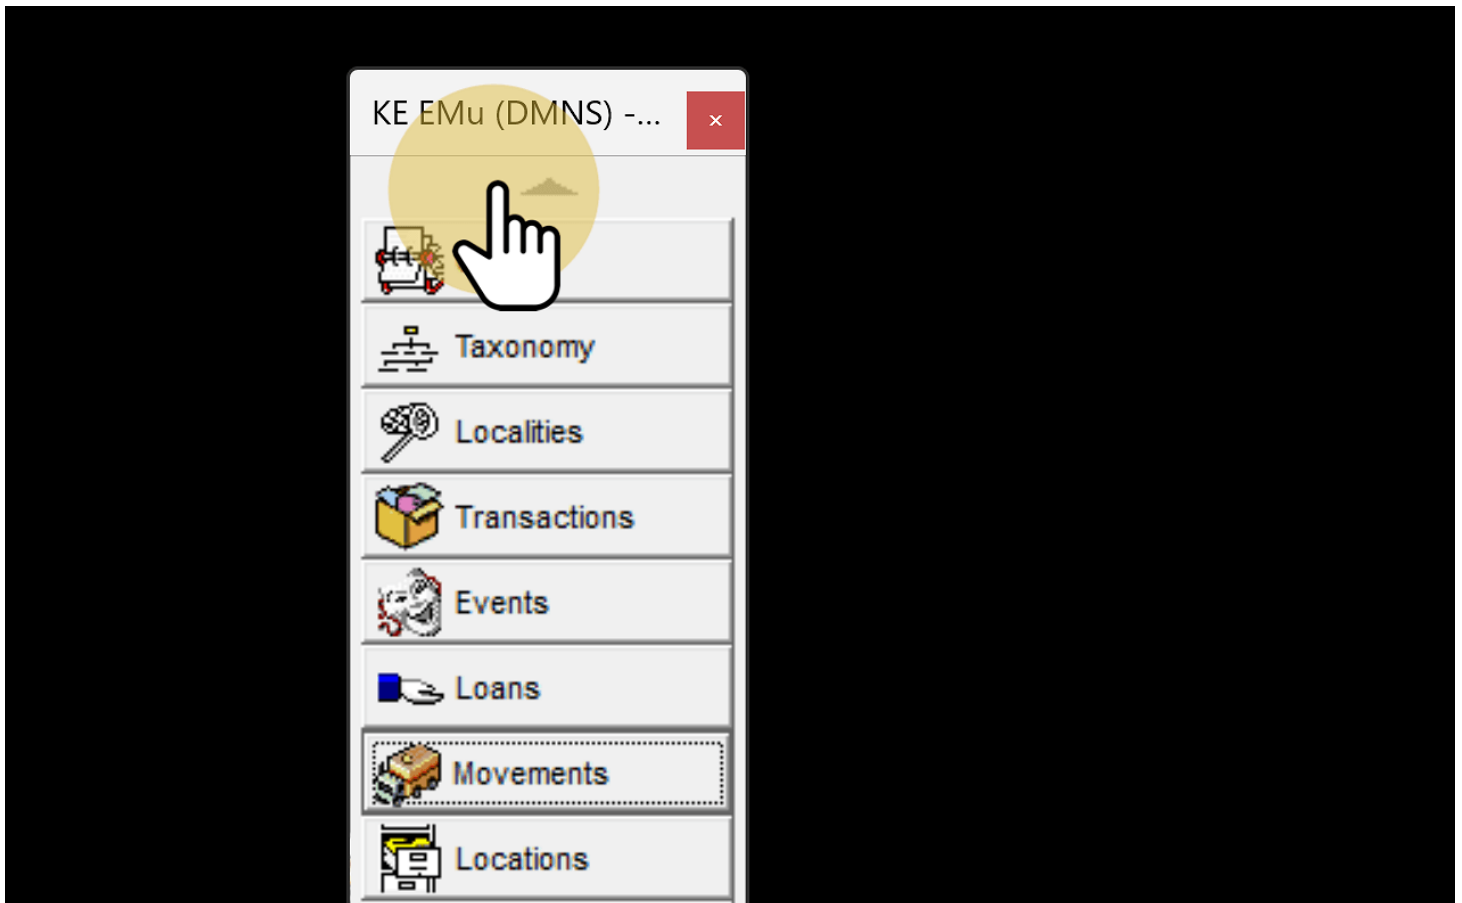 KE EMu (DMNS) -...
Taxonomy
Localities
Transactions
Events
Loans
Movements
Locations